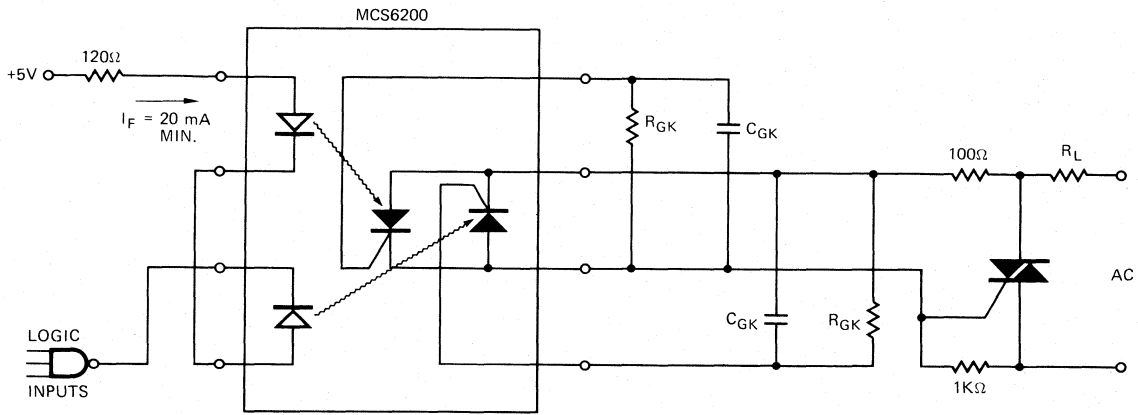 MCS6200
+5V
120Ω
I_F = 20 mA
MIN.
R_GK
C_GK
100Ω
R_L
AC
C_GK
R_GK
1KΩ
LOGIC
INPUTS